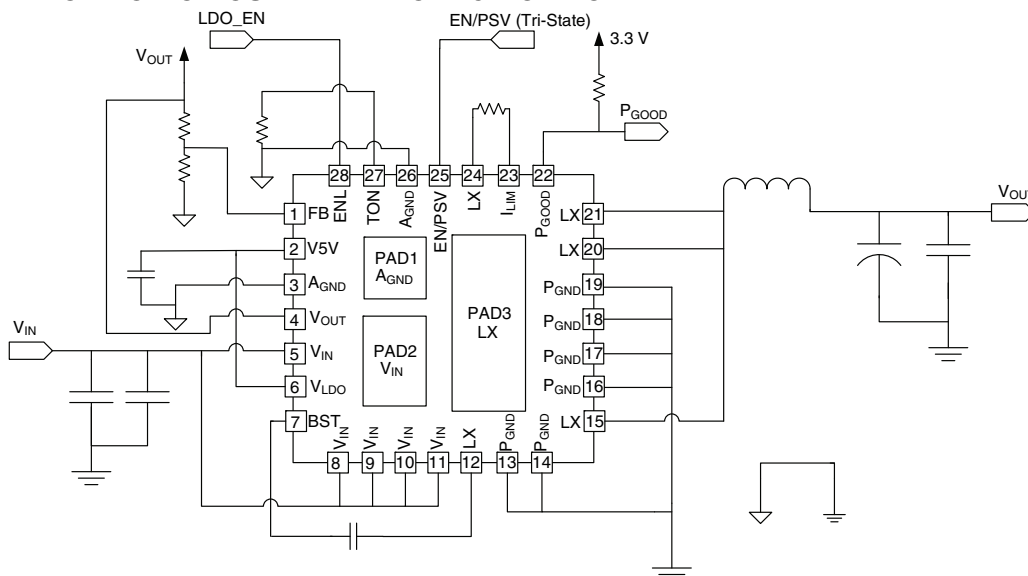 LDO_EN
EN/PSV (Tri-State)
3.3 V
VOUT
PGOOD
28 27 26 25 24 23 22
ENL TON AGND EN/PSV LX ILIM PGOOD
1 FB
2 V5V
3 AGND
4 VOUT
5 VIN
6 VLDO
7 BST
PAD1
AGND
PAD2
VIN
PAD3
LX
LX 21
LX 20
PGND 19
PGND 18
PGND 17
PGND 16
LX 15
VIN VIN VIN VIN LX PGND PGND
8 9 10 11 12 13 14
VIN
VOUT